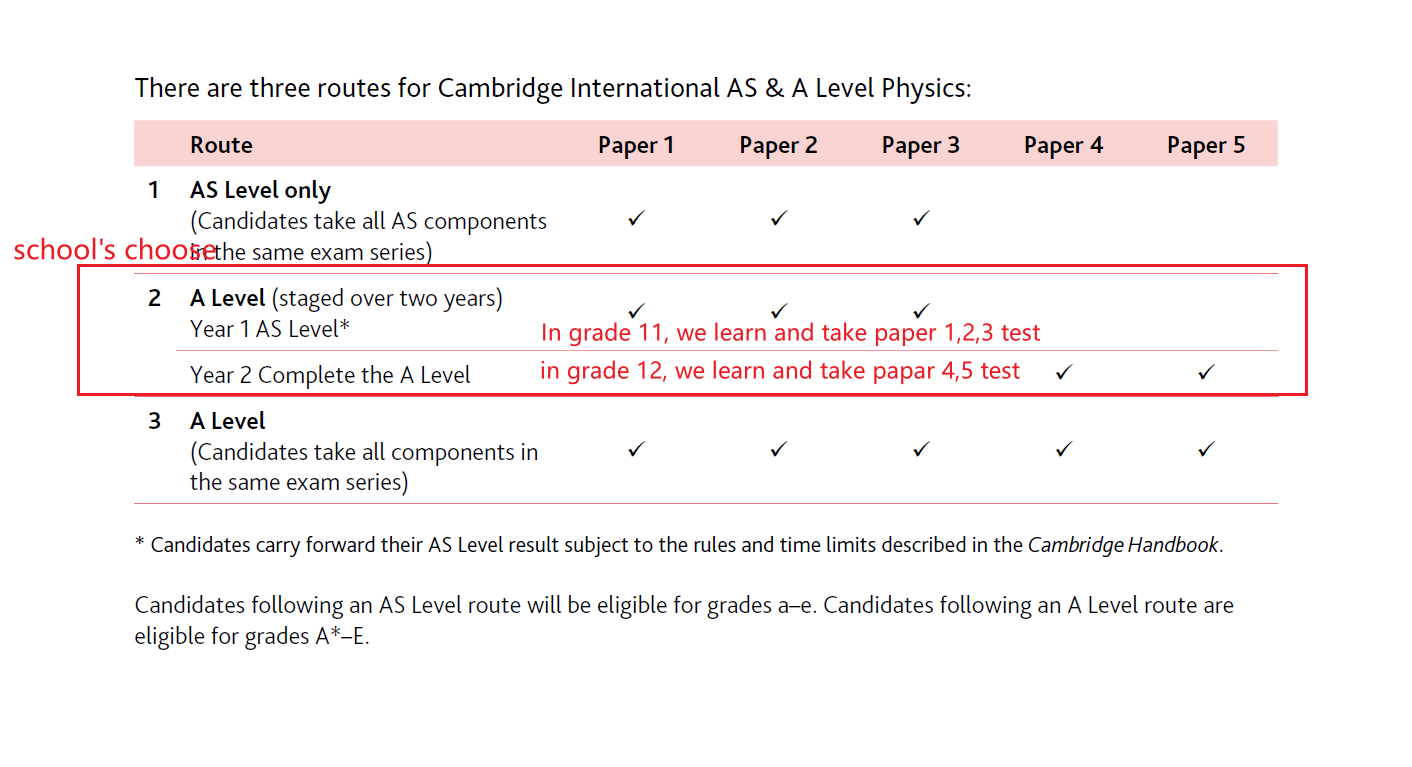 There are three routes for Cambridge International AS & A Level Physics:
Route Paper 1 Paper 2 Paper 3 Paper 4 Paper 5
1 AS Level only
(Candidates take all AS components
✓ ✓ ✓
school's choose
in the same exam series)
2 A Level (staged over two years)
✓ ✓ ✓
Year 1 AS Level*
In grade 11, we learn and take paper 1,2,3 test
Year 2 Complete the A Level in grade 12, we learn and take papar 4,5 test ✓ ✓
3 A Level
(Candidates take all components in
✓ ✓ ✓ ✓ ✓
the same exam series)
* Candidates carry forward their AS Level result subject to the rules and time limits described in the Cambridge Handbook.
Candidates following an AS Level route will be eligible for grades a–e. Candidates following an A Level route are
eligible for grades A*–E.